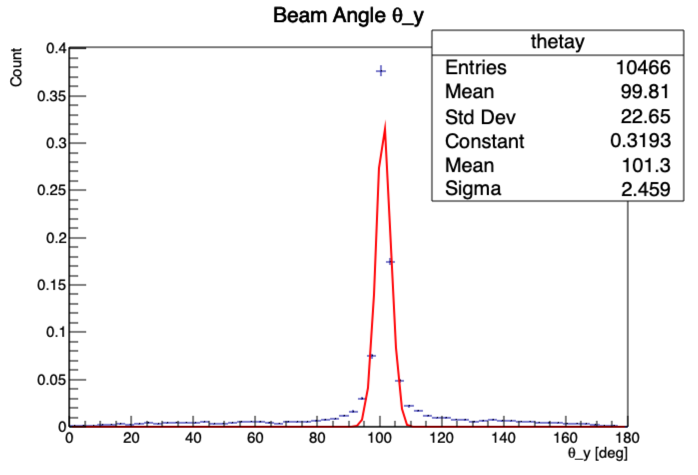 Beam Angle θ_y
thetay
Entries 10466
Mean 99.81
Std Dev 22.65
Constant 0.3193
Mean 101.3
Sigma 2.459
Count
0.4
0.35
0.3
0.25
0.2
0.15
0.1
0.05
0
0 20 40 60 80 100 120 140 160 180
θ_y [deg]